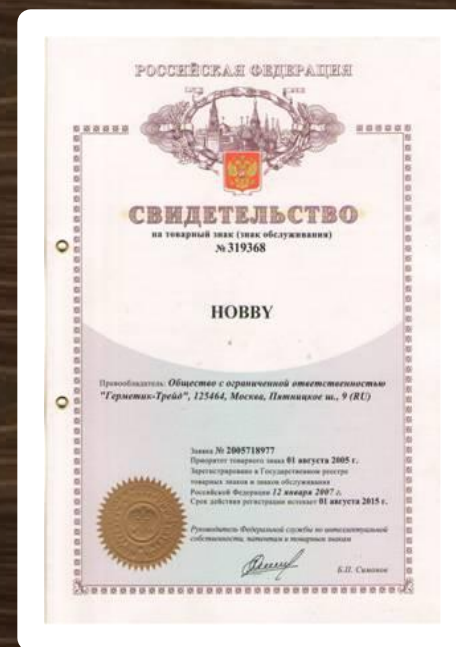 РОССИЙСКАЯ ФЕДЕРАЦИЯ
СВИДЕТЕЛЬСТВО
на товарный знак (знак обслуживания)
№ 319368
HOBBY
Правообладатель: Общество с ограниченной ответственностью
"Герметик-Трейд", 125464, Москва, Пятницкое ш., 9 (RU)
Заявка № 2005718977
Приоритет товарного знака 01 августа 2005 г.
Зарегистрировано в Государственном реестре
товарных знаков и знаков обслуживания
Российской Федерации 12 января 2007 г.
Срок действия регистрации истекает 01 августа 2015 г.
Руководитель Федеральной службы по интеллектуальной
собственности, патентам и товарным знакам
Б.П. Симонов